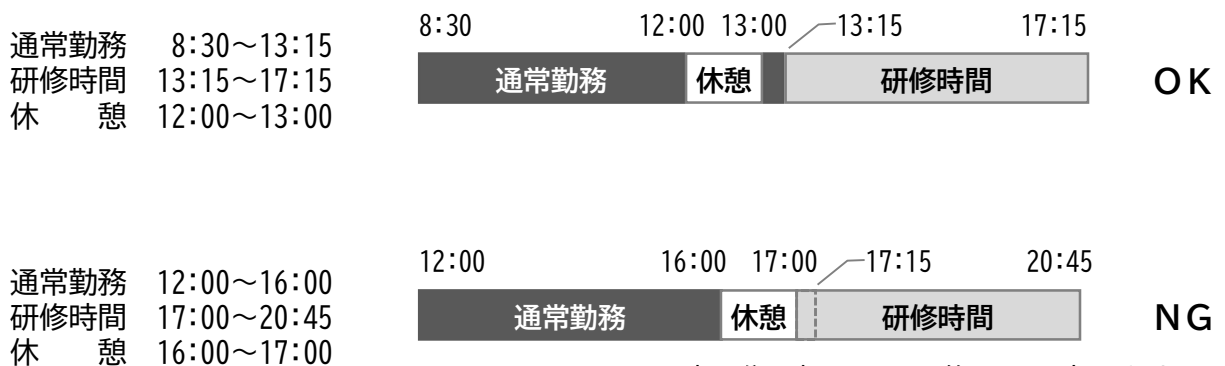 8:30 12:00 13:00 13:15 17:15
通常勤務 8:30～13:15
研修時間 13:15～17:15
休　憩 12:00～13:00
通常勤務 休憩 研修時間 OK
12:00 16:00 17:00 17:15 20:45
通常勤務 12:00～16:00
研修時間 17:00～20:45
休　憩 16:00～17:00
通常勤務 休憩 研修時間 NG